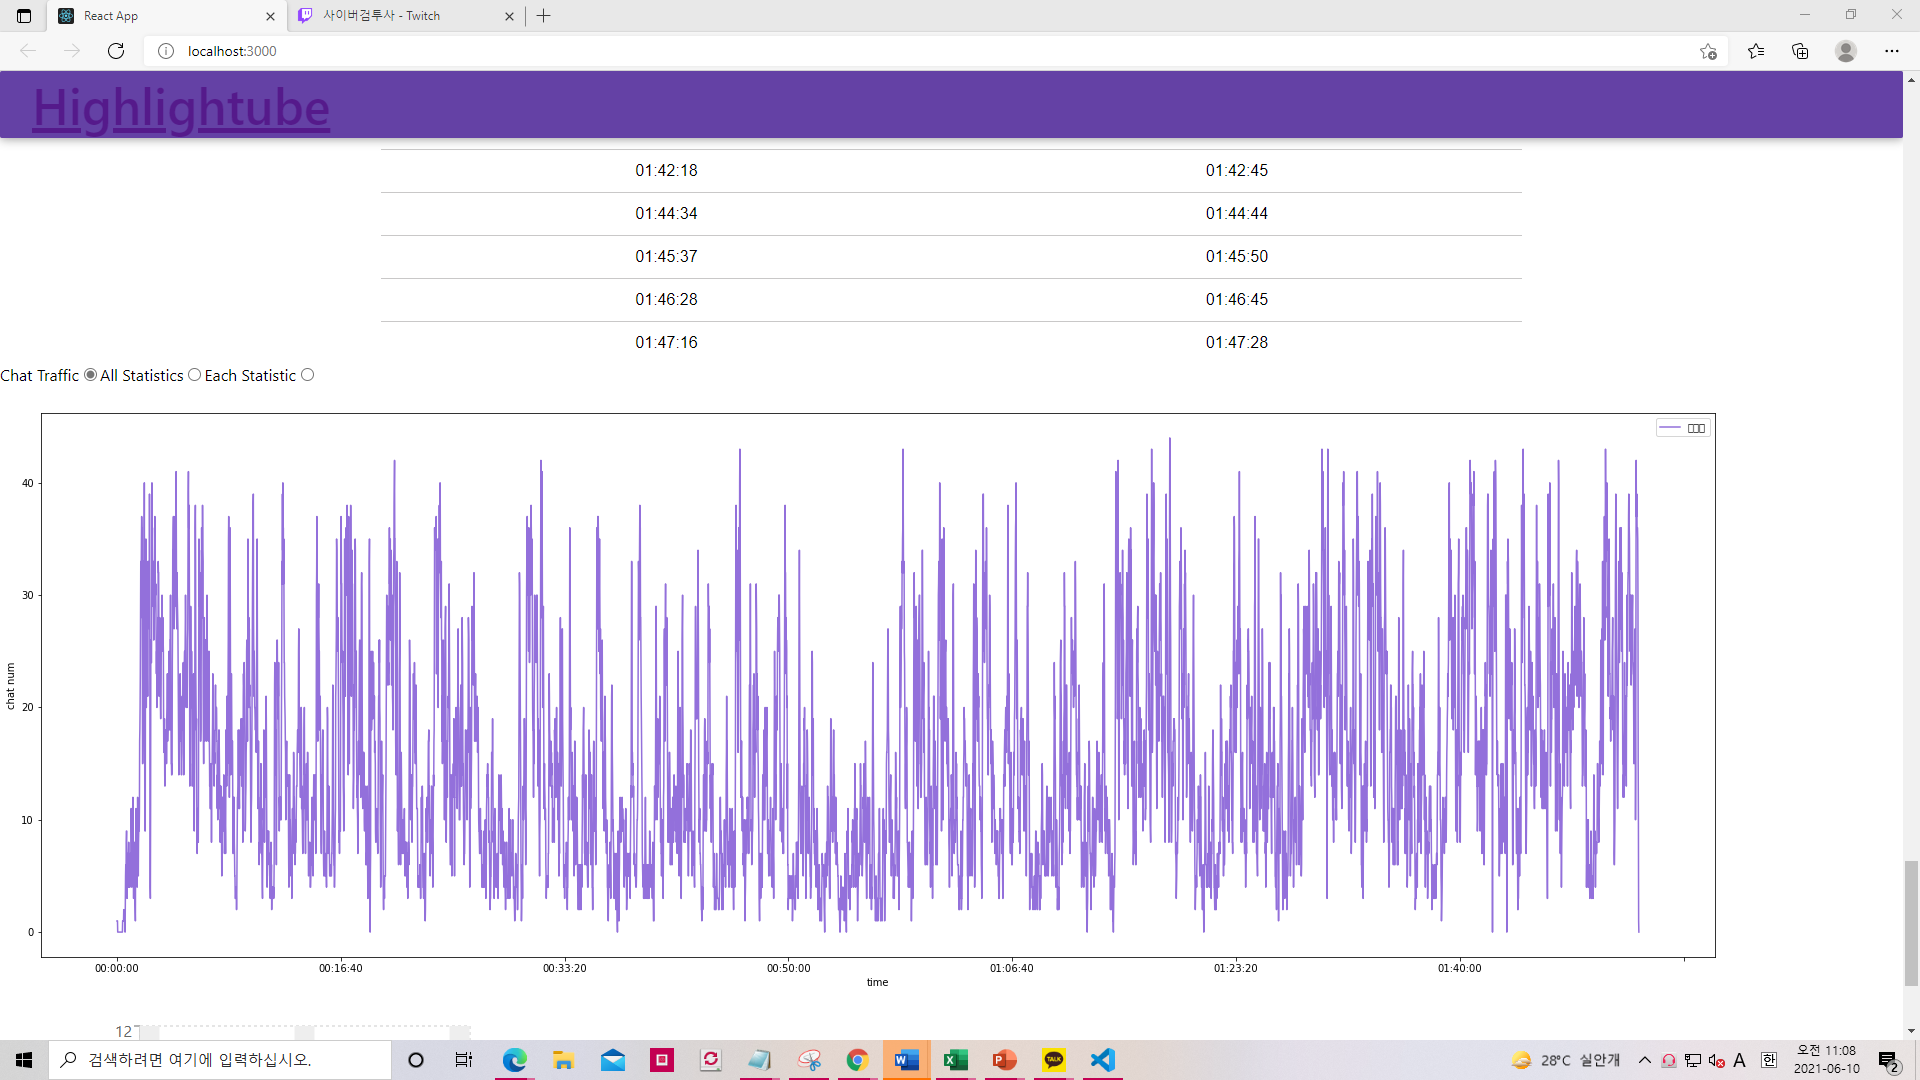 React App
사이버검투사 - Twitch
localhost:3000
Highlightube
01:42:18 01:42:45
01:44:34 01:44:44
01:45:37 01:45:50
01:46:28 01:46:45
01:47:16 01:47:28
Chat Traffic All Statistics Each Statistic
40
30
20
10
0
chat num
00:00:00 00:16:40 00:33:20 00:50:00 01:06:40 01:23:20 01:40:00
time
12
검색하려면 여기에 입력하십시오.
28°C 실안개
A
한
오전 11:08
2021-06-10
2